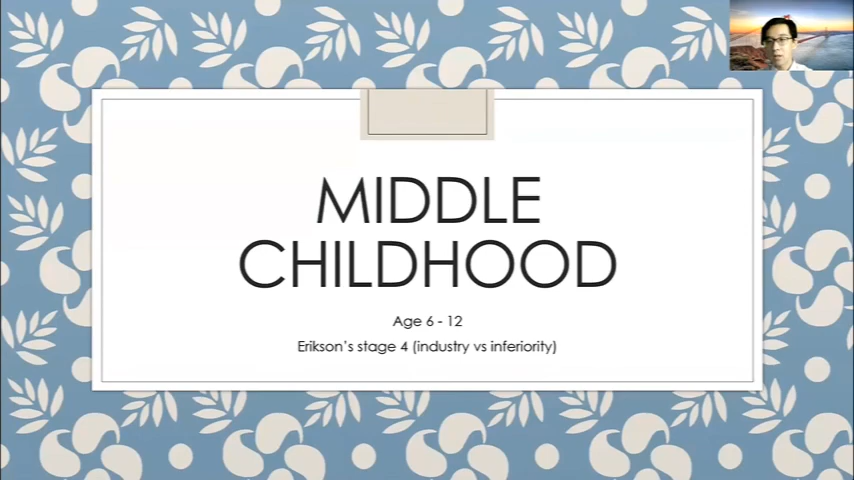 MIDDLE
CHILDHOOD
Age 6 - 12
Erikson's stage 4 (industry vs inferiority)